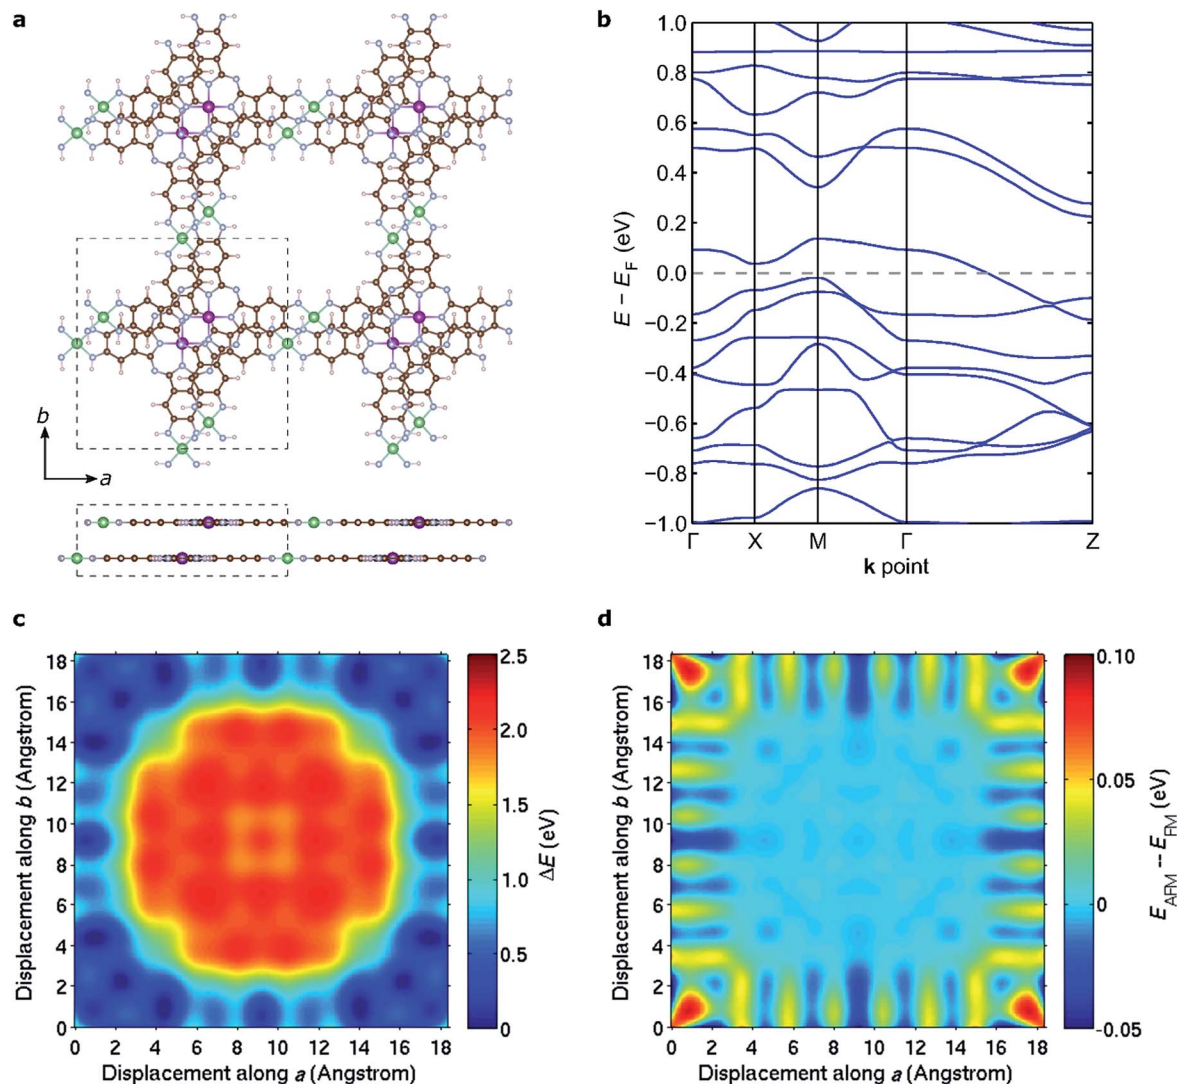 a
b
a
b
1.0
0.8
0.6
0.4
0.2
0.0
−0.2
−0.4
−0.6
−0.8
−1.0
E − EF (eV)
Γ
X
M
Γ
Z
k point
c
18
16
14
12
10
8
6
4
2
0
Displacement along b (Angstrom)
0 2 4 6 8 10 12 14 16 18
Displacement along a (Angstrom)
2.5
2.0
1.5
1.0
0.5
0
ΔE (eV)
d
18
16
14
12
10
8
6
4
2
0
Displacement along b (Angstrom)
0 2 4 6 8 10 12 14 16 18
Displacement along a (Angstrom)
0.10
0.05
0
-0.05
EAFM -- EFM (eV)